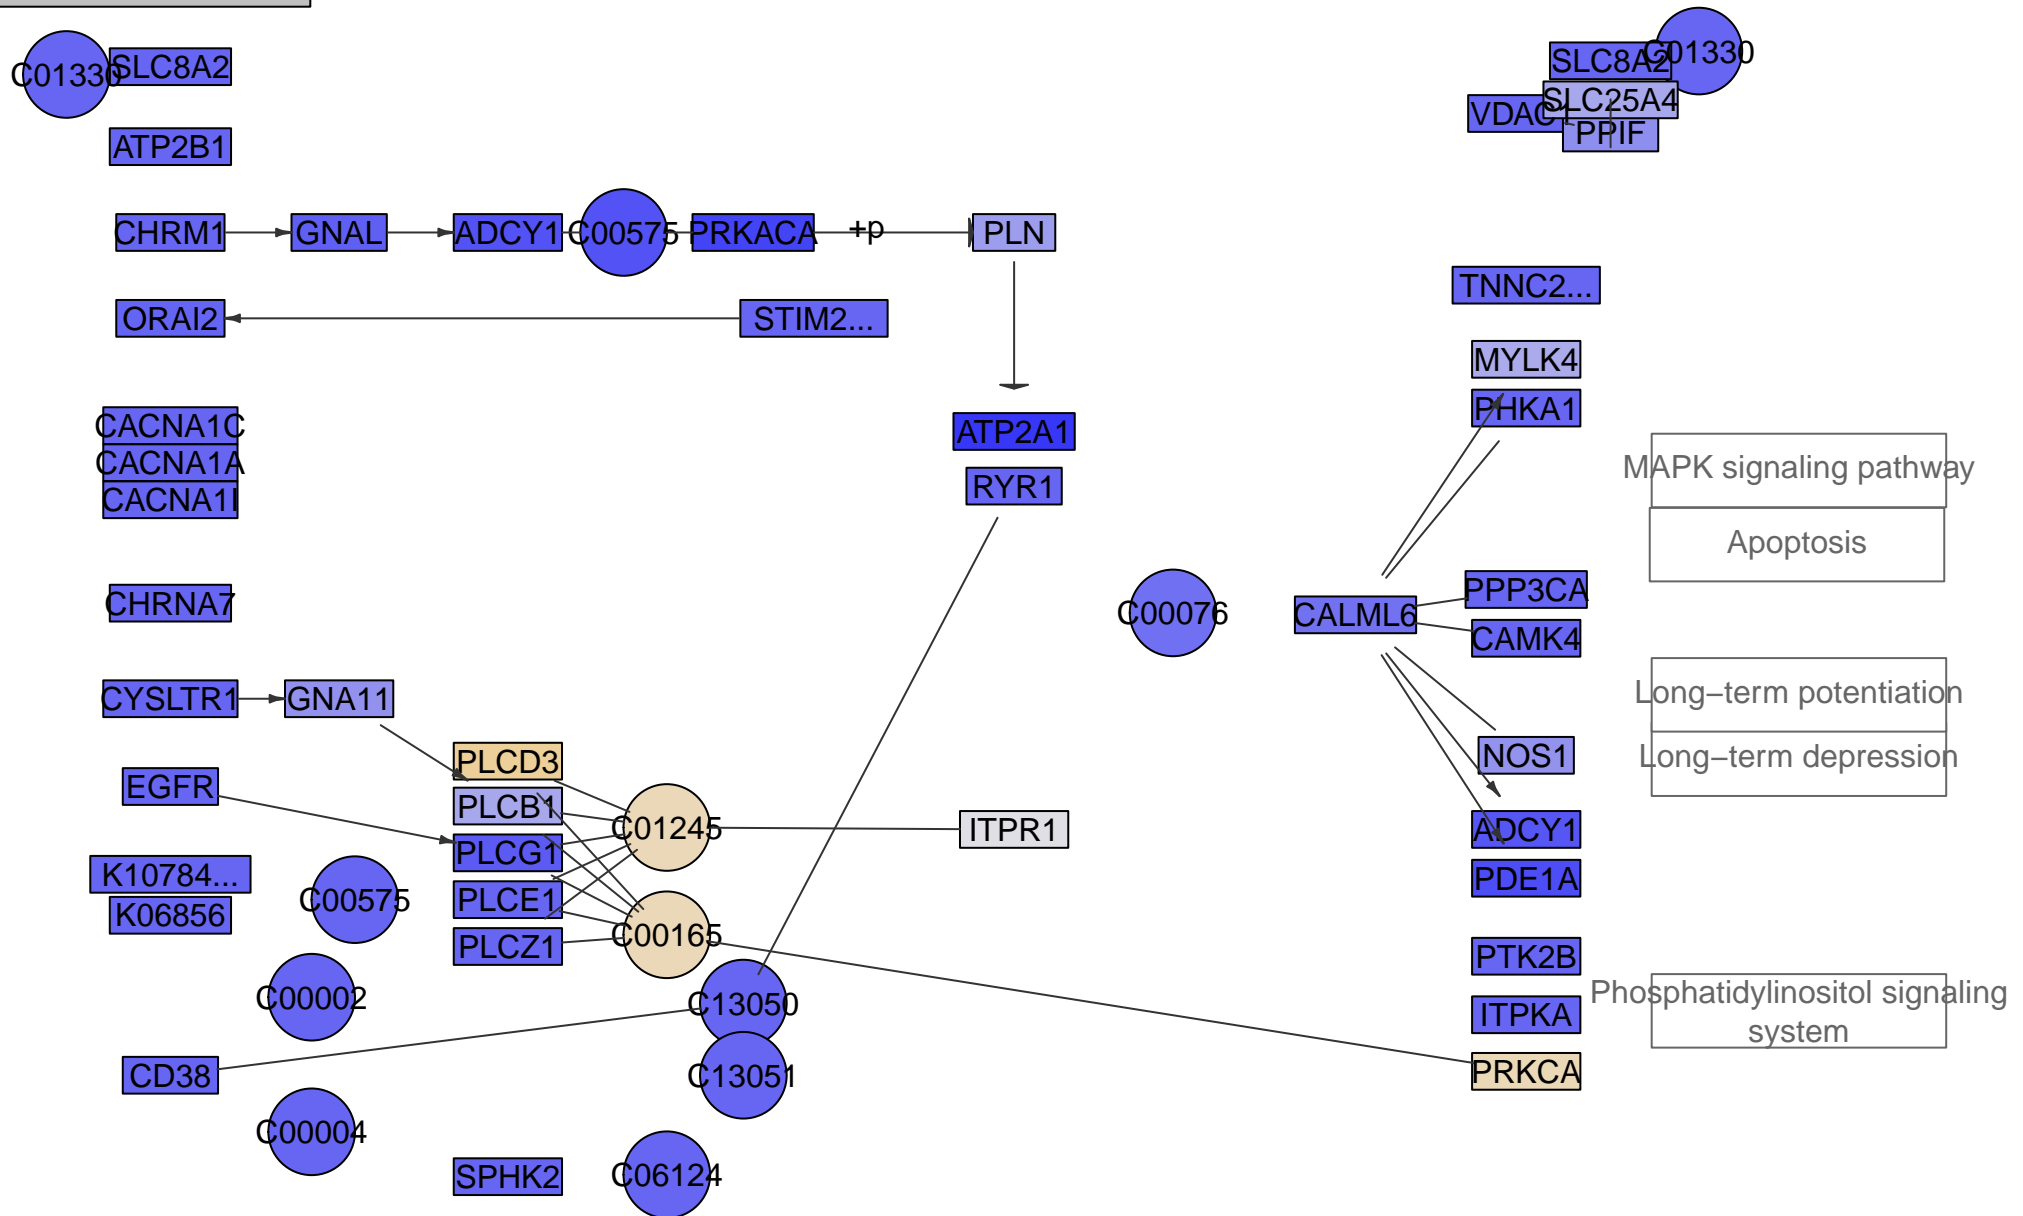 C01330
SLC8A2
SLC8A2
C01330
SLC25A4
VDAC1
PPIF
ATP2B1
CHRM1
GNAL
ADCY1
C00575
PRKACA
+p
PLN
TNNC2...
ORAI2
STIM2...
MYLK4
PHKA1
CACNA1C
CACNA1A
CACNA1I
ATP2A1
RYR1
MAPK signaling pathway
Apoptosis
CHRNA7
C00076
CALML6
PPP3CA
CAMK4
CYSLTR1
GNA11
Long–term potentiation
Long–term depression
NOS1
PLCD3
EGFR
PLCB1
C01245
ITPR1
ADCY1
PLCG1
K10784...
K06856
C00575
PLCE1
PDE1A
C00165
PLCZ1
PTK2B
C00002
C13050
ITPKA
Phosphatidylinositol signaling
system
CD38
C13051
PRKCA
C00004
SPHK2
C06124